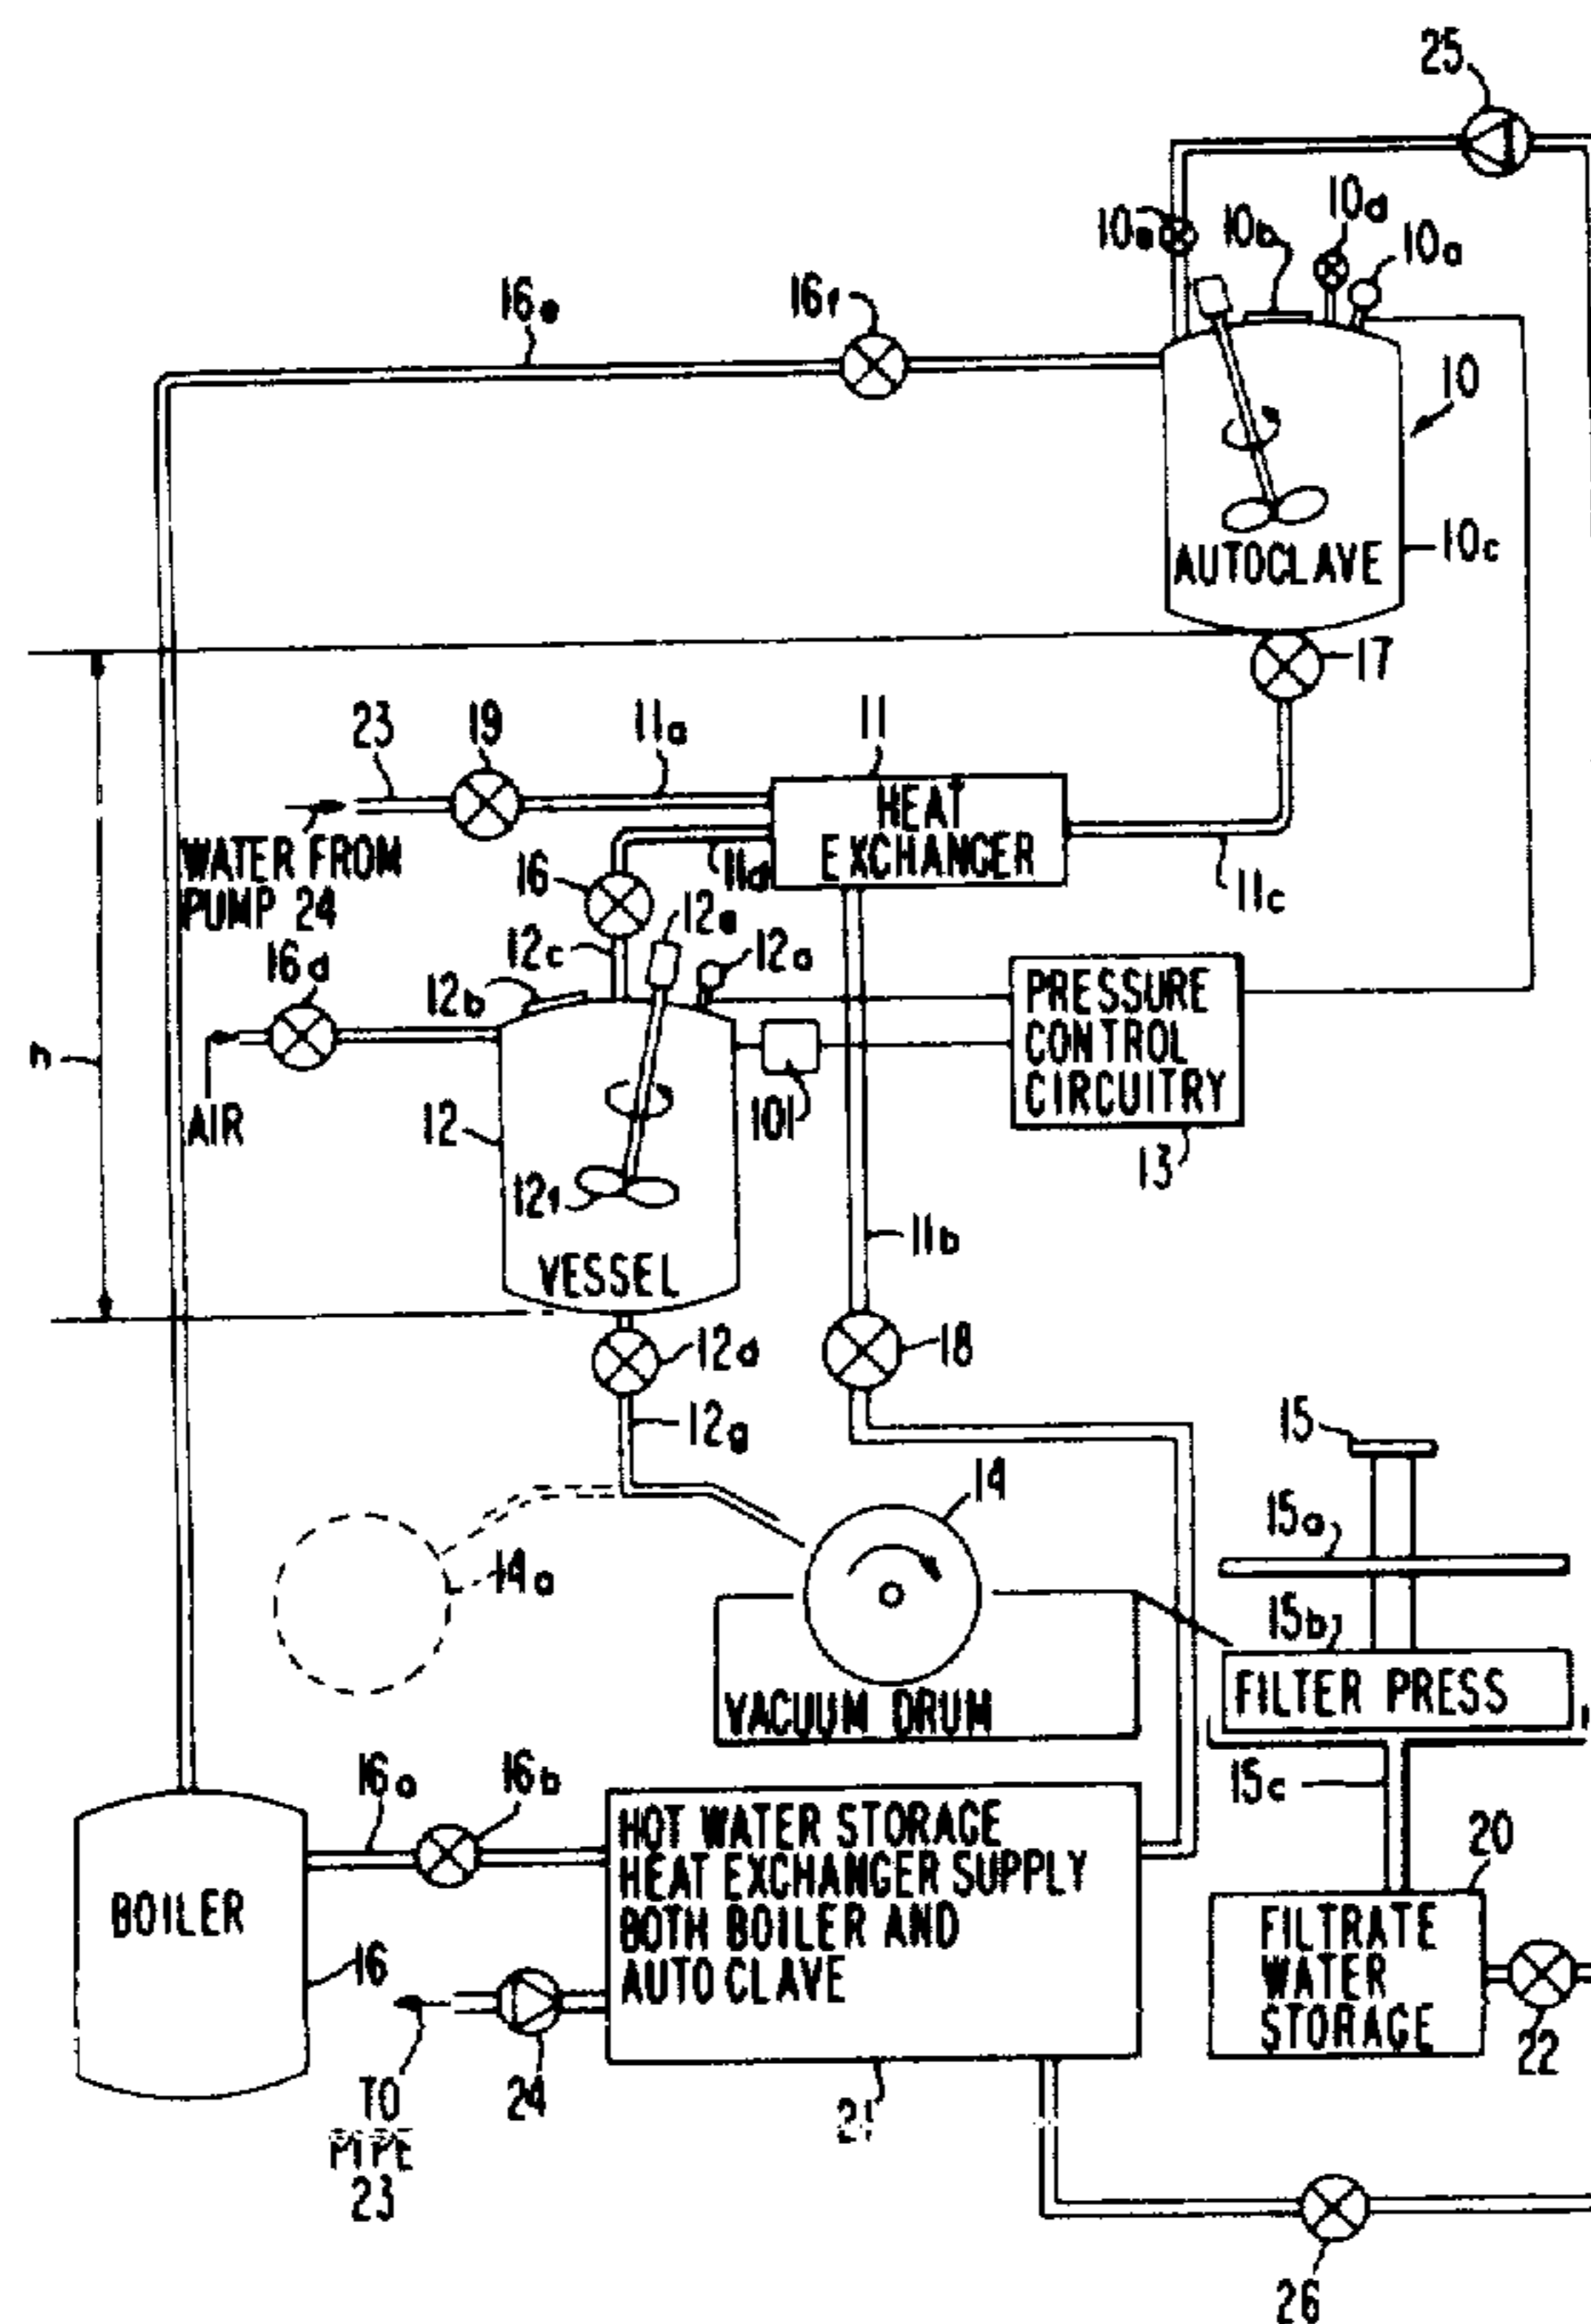 25
10e
10b
10d
10a
16e
16f
10
AUTOCLAVE
10c
17
23
19
11a
11
HEAT
EXCHANGER
WATER FROM
PUMP 24
16
11d
11c
12e
12c
12a
16d
12b
PRESSURE
CONTROL
CIRCUITRY
AIR
12
101
13
12f
11b
VESSEL
12d
18
12g
15
14
15a
14a
15b
FILTER PRESS
VACUUM DRUM
16a
16b
15c
HOT WATER STORAGE
HEAT EXCHANGER SUPPLY
BOTH BOILER AND
AUTOCLAVE
20
BOILER
FILTRATE
WATER
STORAGE
16
22
TO
PIPE
23
24
21
26